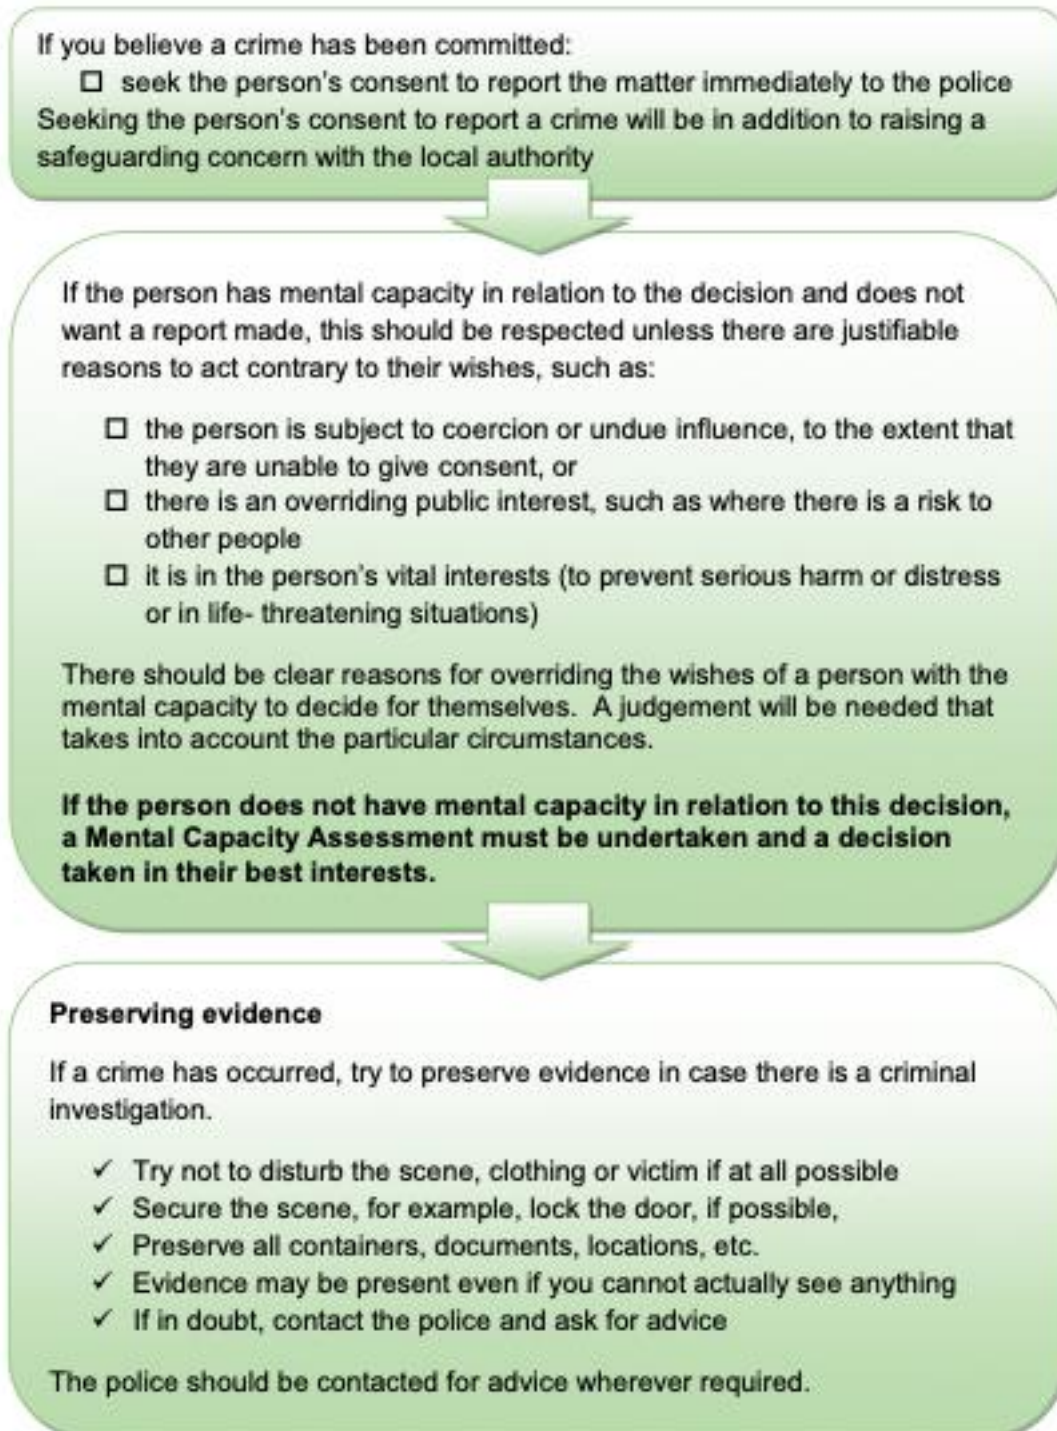 If you believe a crime has been committed:
☐ seek the person's consent to report the matter immediately to the police
Seeking the person's consent to report a crime will be in addition to raising a
safeguarding concern with the local authority
If the person has mental capacity in relation to the decision and does not
want a report made, this should be respected unless there are justifiable
reasons to act contrary to their wishes, such as:
☐ the person is subject to coercion or undue influence, to the extent that
they are unable to give consent, or
☐ there is an overriding public interest, such as where there is a risk to
other people
☐ it is in the person's vital interests (to prevent serious harm or distress
or in life- threatening situations)
There should be clear reasons for overriding the wishes of a person with the
mental capacity to decide for themselves.  A judgement will be needed that
takes into account the particular circumstances.
If the person does not have mental capacity in relation to this decision,
a Mental Capacity Assessment must be undertaken and a decision
taken in their best interests.
Preserving evidence
If a crime has occurred, try to preserve evidence in case there is a criminal
investigation.
✓ Try not to disturb the scene, clothing or victim if at all possible
✓ Secure the scene, for example, lock the door, if possible,
✓ Preserve all containers, documents, locations, etc.
✓ Evidence may be present even if you cannot actually see anything
✓ If in doubt, contact the police and ask for advice
The police should be contacted for advice wherever required.